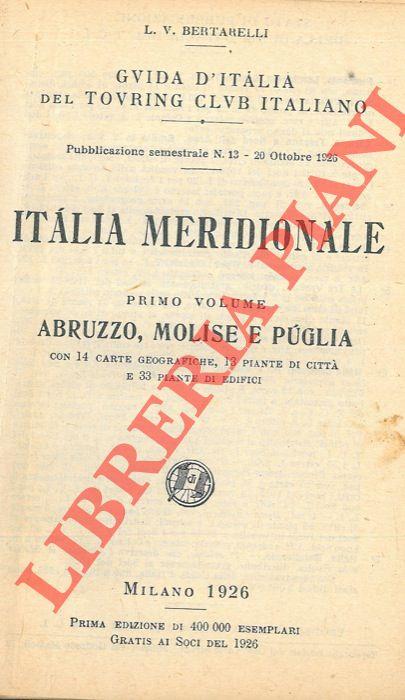 L. V. BERTARELLI
GVIDA D'ITÁLIA
DEL TOVRING CLVB ITALIANO
Pubblicazione semestrale N. 13 - 20 Ottobre 1926
ITÁLIA MERIDIONALE
PRIMO VOLUME
ABRUZZO, MOLISE E PÚGLIA
CON 14 CARTE GEOGRAFICHE, 13 PIANTE DI CITTÀ
E 33 PIANTE DI EDIFICI
MILANO 1926
PRIMA EDIZIONE DI 400 000 ESEMPLARI
GRATIS AI SOCI DEL 1926
LIBRERIA PIANI